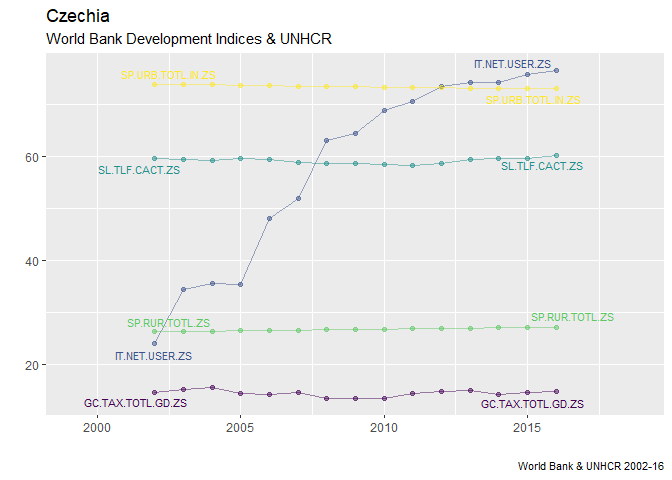 Czechia
World Bank Development Indices & UNHCR
IT.NET.USER.ZS
SP.URB.TOTL.IN.ZS
SP.URB.TOTL.IN.ZS
60
SL.TLF.CACT.ZS
SL.TLF.CACT.ZS
40
SP.RUR.TOTL.ZS
SP.RUR.TOTL.ZS
IT.NET.USER.ZS
20
GC.TAX.TOTL.GD.ZS
GC.TAX.TOTL.GD.ZS
2000 2005 2010 2015
World Bank & UNHCR 2002-16